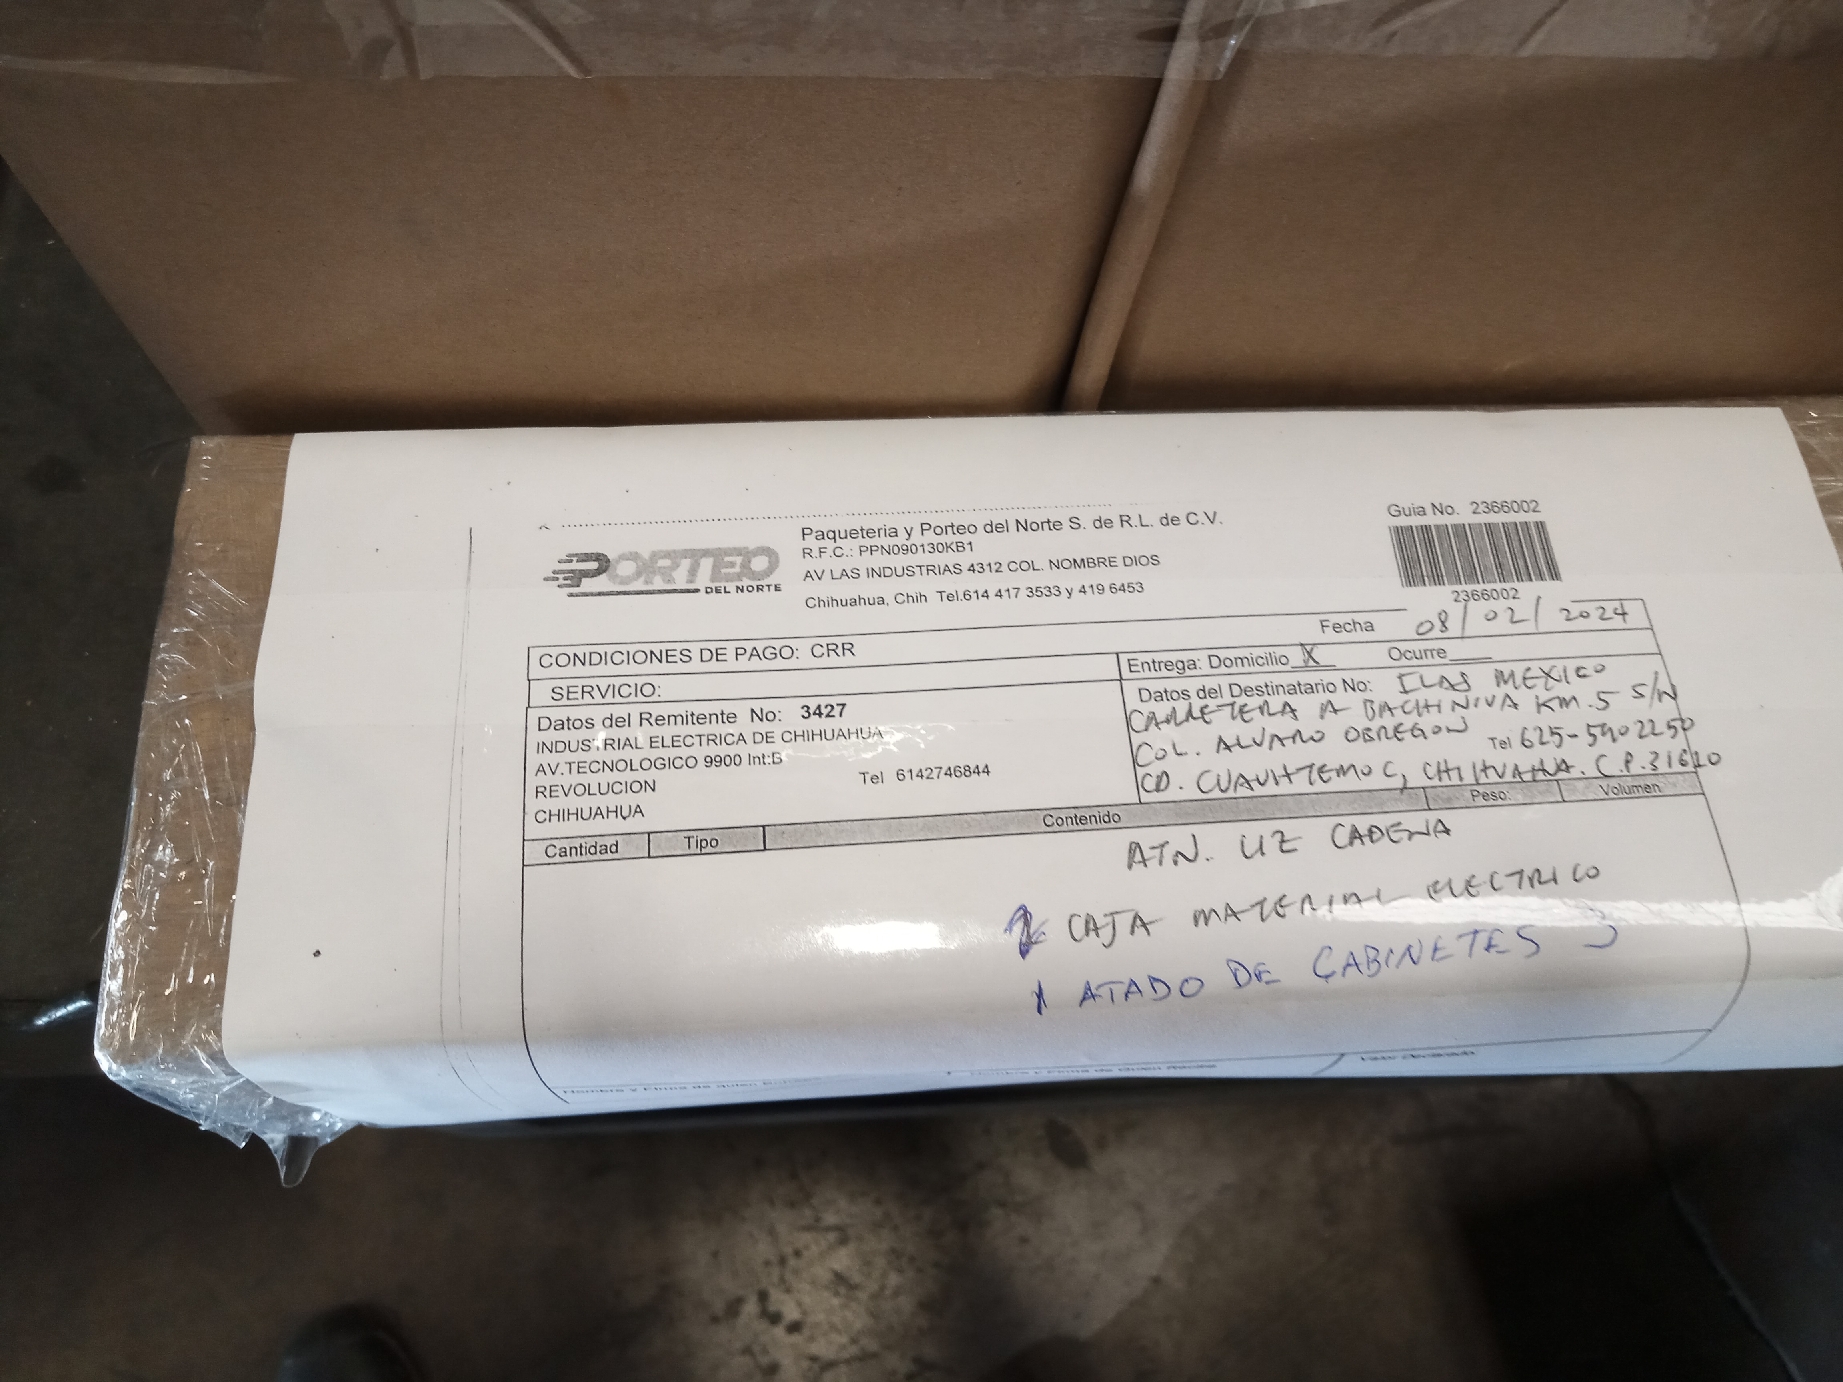 PORTEO
DEL NORTE
Paqueteria y Porteo del Norte S. de R.L. de C.V.
R.F.C.: PPN090130KB1
AV LAS INDUSTRIAS 4312 COL. NOMBRE DIOS
Chihuahua, Chih Tel.614 417 3533 y 419 6453
Guia No. 2366002
2366002
Fecha 08/02/2024
CONDICIONES DE PAGO: CRR
Entrega: Domicilio X Ocurre
SERVICIO:
Datos del Remitente No: 3427
INDUSTRIAL ELECTRICA DE CHIHUAHUA
AV.TECNOLOGICO 9900 Int:B
REVOLUCION
Tel 6142746844
CHIHUAHUA
Datos del Destinatario No: ILAS MEXICO
CARRETERA A BACHINIVA KM.5 S/N
COL. ALVARO OBREGON Tel 625-5902250
CD. CUAUHTEMOC, CHIHUAHUA. C.P.31610
Cantidad Tipo Contenido Peso: Volumen
ATN. LIZ CADENA
CAJA MATERIAL ELECTRICO
1 ATADO DE GABINETES 3